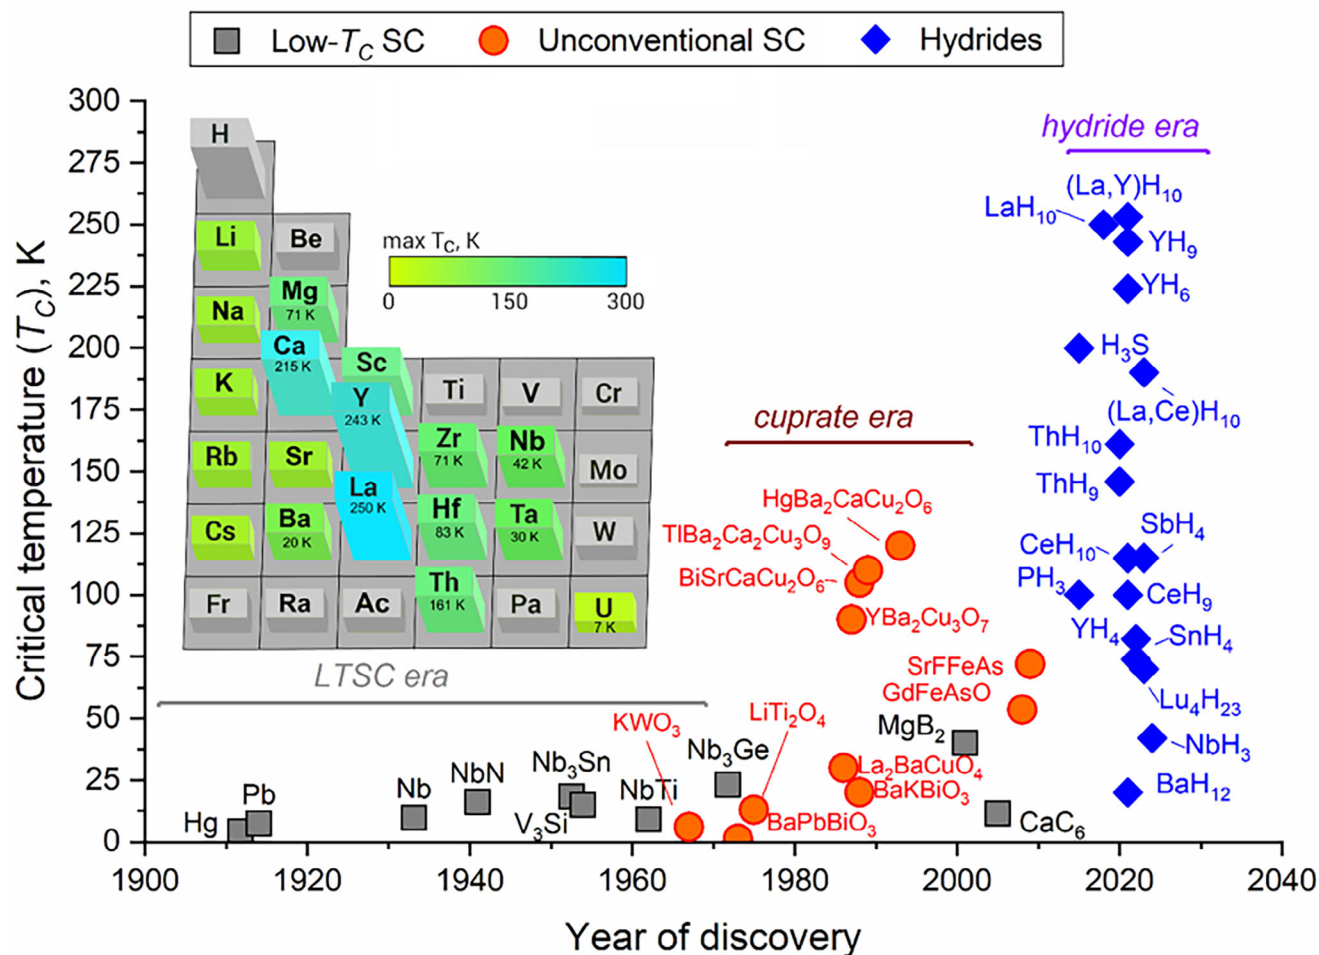 Low-T_C SC Unconventional SC Hydrides
Critical temperature (T_C), K
300
275
250
225
200
175
150
125
100
75
50
25
0
1900 1920 1940 1960 1980 2000 2020 2040
Year of discovery
H
Li Be
Na Mg
71 K
K Ca Sc Ti V Cr
215 K
Rb Sr Y Zr Nb Mo
243 K 71 K 42 K
Cs Ba La Hf Ta W
20 K 250 K 83 K 30 K
Fr Ra Ac Th Pa U
161 K 7 K
max T_C, K
0 150 300
LTSC era
cuprate era
hydride era
Hg
Pb
Nb
NbN
Nb₃Sn
V₃Si
NbTi
Nb₃Ge
MgB₂
CaC₆
KWO₃
LiTi₂O₄
BaPbBiO₃
La₂BaCuO₄
BaKBiO₃
HgBa₂CaCu₂O₆
TlBa₂Ca₂Cu₃O₉
BiSrCaCu₂O₆
YBa₂Cu₃O₇
SrFFeAs
GdFeAsO
(La,Y)H₁₀
LaH₁₀
YH₉
YH₆
H₃S
(La,Ce)H₁₀
ThH₁₀
ThH₉
SbH₄
CeH₁₀
PH₃
CeH₉
YH₄
SnH₄
Lu₄H₂₃
NbH₃
BaH₁₂